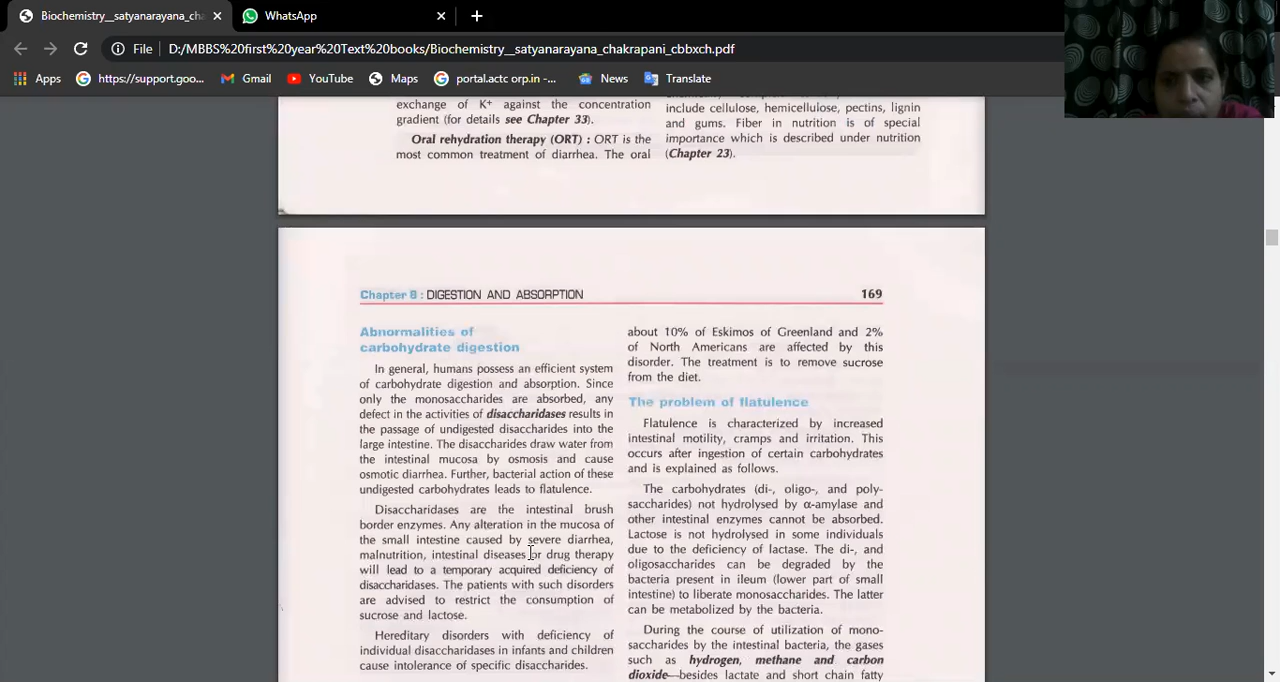 Biochemistry__satyanarayana_cha
WhatsApp
File
D:/MBBS%20first%20year%20Text%20books/Biochemistry__satyanarayana_chakrapani_cbbxch.pdf
Apps
https://support.goo...
Gmail
YouTube
Maps
portal.actc orp.in -...
News
Translate
exchange of K+ against the concentration
gradient (for details see Chapter 33).
Oral rehydration therapy (ORT) : ORT is the
most common treatment of diarrhea. The oral
include cellulose, hemicellulose, pectins, lignin
and gums. Fiber in nutrition is of special
importance which is described under nutrition
(Chapter 23).
Chapter 8 : DIGESTION AND ABSORPTION
169
Abnormalities of
carbohydrate digestion
In general, humans possess an efficient system
of carbohydrate digestion and absorption. Since
only the monosaccharides are absorbed, any
defect in the activities of disaccharidases results in
the passage of undigested disaccharides into the
large intestine. The disaccharides draw water from
the intestinal mucosa by osmosis and cause
osmotic diarrhea. Further, bacterial action of these
undigested carbohydrates leads to flatulence.
Disaccharidases are the intestinal brush
border enzymes. Any alteration in the mucosa of
the small intestine caused by severe diarrhea,
malnutrition, intestinal diseases or drug therapy
will lead to a temporary acquired deficiency of
disaccharidases. The patients with such disorders
are advised to restrict the consumption of
sucrose and lactose.
Hereditary disorders with deficiency of
individual disaccharidases in infants and children
cause intolerance of specific disaccharides.
about 10% of Eskimos of Greenland and 2%
of North Americans are affected by this
disorder. The treatment is to remove sucrose
from the diet.
The problem of flatulence
Flatulence is characterized by increased
intestinal motility, cramps and irritation. This
occurs after ingestion of certain carbohydrates
and is explained as follows.
The carbohydrates (di-, oligo-, and poly-
saccharides) not hydrolysed by α-amylase and
other intestinal enzymes cannot be absorbed.
Lactose is not hydrolysed in some individuals
due to the deficiency of lactase. The di-, and
oligosaccharides can be degraded by the
bacteria present in ileum (lower part of small
intestine) to liberate monosaccharides. The latter
can be metabolized by the bacteria.
During the course of utilization of mono-
saccharides by the intestinal bacteria, the gases
such as hydrogen, methane and carbon
dioxide—besides lactate and short chain fatty